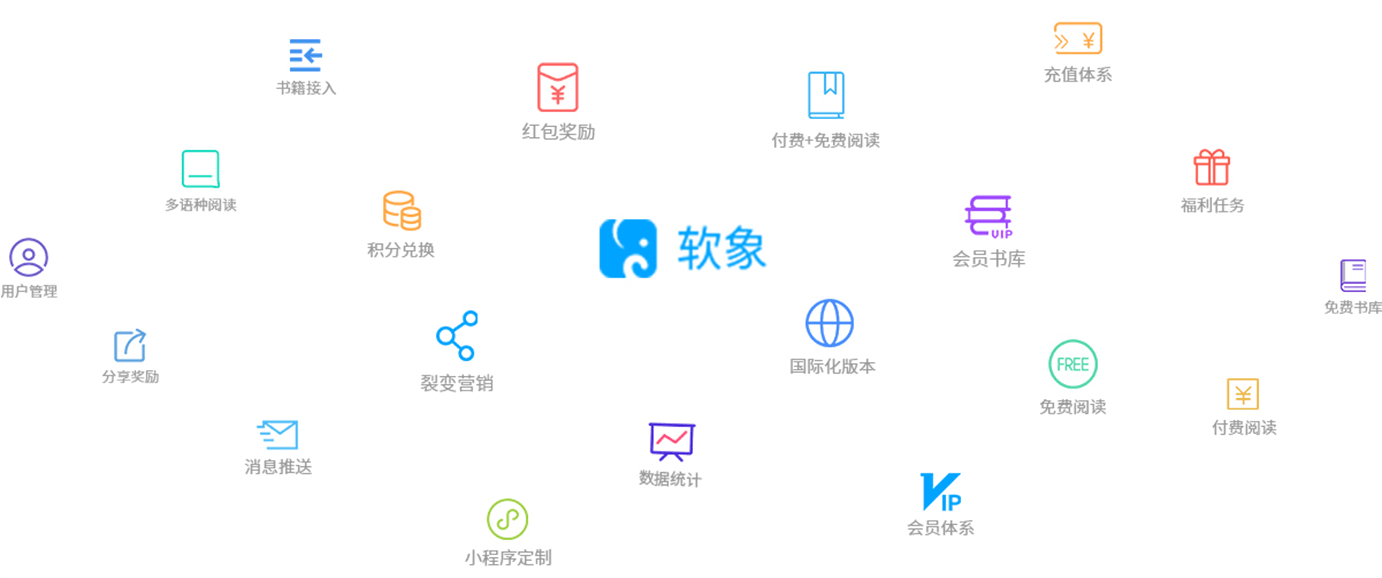 充值体系
书籍接入
红包奖励
付费+免费阅读
多语种阅读
福利任务
积分兑换
软象
VIP
会员书库
用户管理
免费书库
分享奖励
国际化版本
裂变营销
FREE
免费阅读
付费阅读
消息推送
数据统计
VIP
会员体系
小程序定制